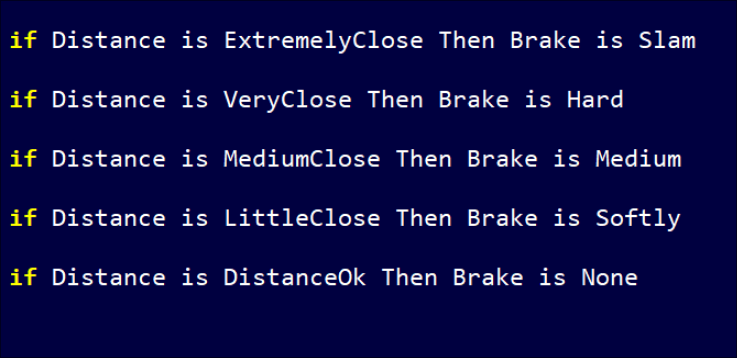 if Distance is ExtremelyClose Then Brake is Slam
if Distance is VeryClose Then Brake is Hard
if Distance is MediumClose Then Brake is Medium
if Distance is LittleClose Then Brake is Softly
if Distance is DistanceOk Then Brake is None